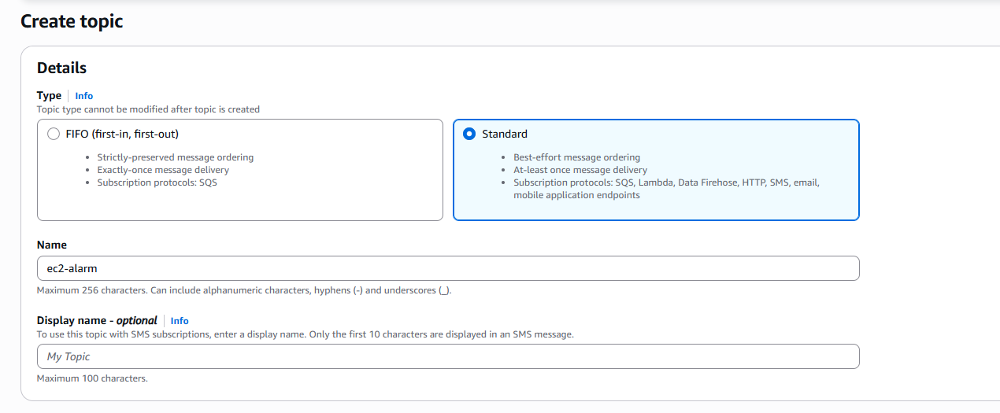 Create topic
Details
Type Info
Topic type cannot be modified after topic is created
FIFO (first-in, first-out)
• Strictly-preserved message ordering
• Exactly-once message delivery
• Subscription protocols: SQS
Standard
• Best-effort message ordering
• At-least once message delivery
• Subscription protocols: SQS, Lambda, Data Firehose, HTTP, SMS, email,
mobile application endpoints
Name
ec2-alarm
Maximum 256 characters. Can include alphanumeric characters, hyphens (-) and underscores (_).
Display name - optional Info
To use this topic with SMS subscriptions, enter a display name. Only the first 10 characters are displayed in an SMS message.
My Topic
Maximum 100 characters.